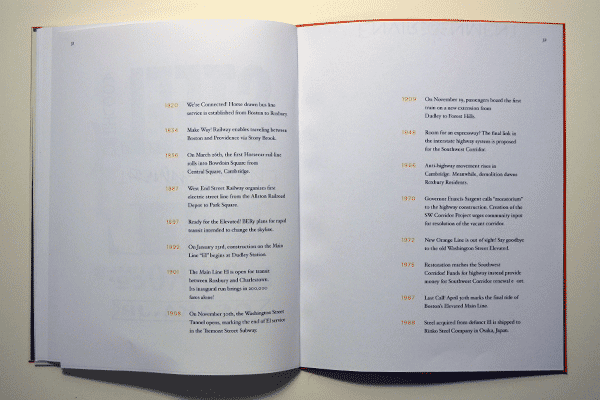 We're Connected! Horse drawn bus line
service is established from Boston to Roxbury.
1834 Make Way! Railway enables traveling between
Boston and Providence via Stony Brook.
1856 On March 26th, the first Horsecar rail line
rolls into Bowdoin Square from
Central Square, Cambridge.
1887 West End Street Railway organizes first
electric street line from the Allston Railroad
Depot to Park Square.
1897 Ready for the Elevated? BERy plans for rapid
transit intended to change the skyline.
On January 23rd, construction on the Main
Line "El" begins at Dudley Station.
1901 The Main Line El is open for transit
between Roxbury and Charlestown.
Its inaugural run brings in 200,000
fares alone!
1908 On November 30th, the Washington Street
Tunnel opens, marking the end of El service
in the Tremont Street Subway.
1909 On November 19, passengers board the first
train on a new extension from
Dudley to Forest Hills.
1948 Room for an expressway? The final link in
the interstate highway system is proposed
for the Southwest Corridor.
1966 Anti-highway movement rises in
Cambridge. Meanwhile, demolition dawns
Roxbury Residents.
1970 Governor Francis Sargent calls "moratorium"
to the highway construction. Creation of the
SW Corridor Project urges community input
for resolution of the vacant corridor.
1972 New Orange Line is out of sight! Say goodbye
to the old Washington Street Elevated.
1975 Restoration reaches the Southwest
Corridor! Funds for highway instead provide
money for Southwest Corridor renewal
1987 Last Call! April 30th marks the final ride of
Boston's Elevated Main Line.
1988 Steel acquired from defunct El is shipped to
Rinko Steel Company in Osaka, Japan.